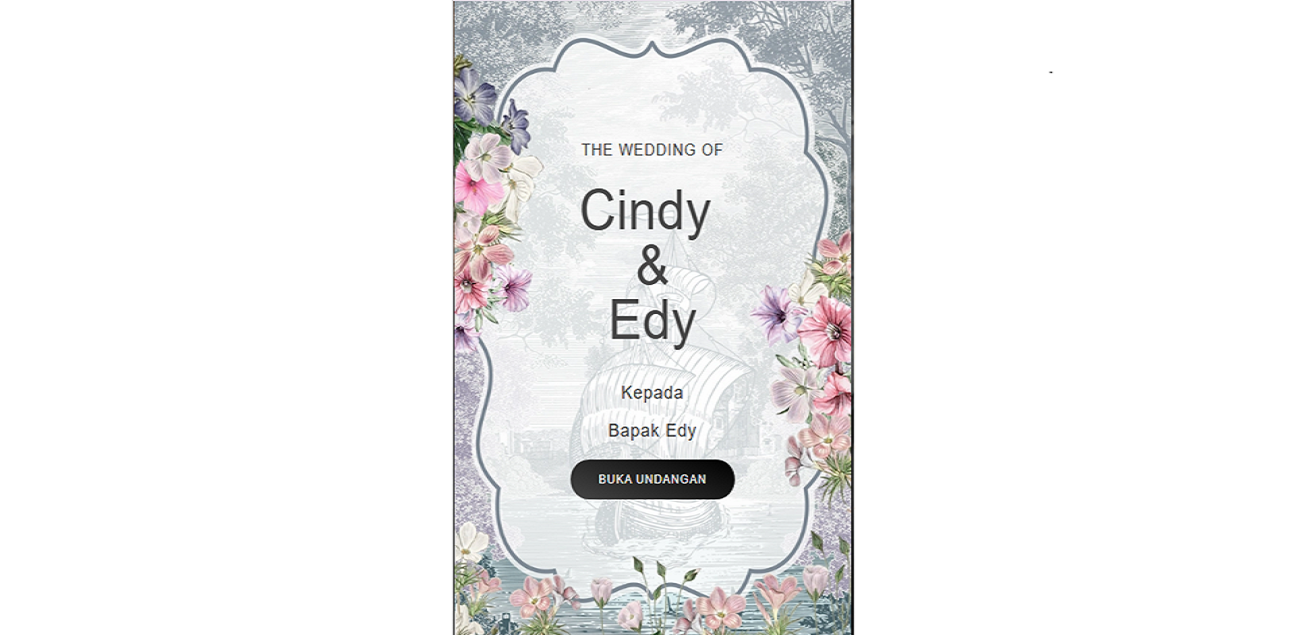 THE WEDDING OF
Cindy
&
Edy
Kepada
Bapak Edy
BUKA UNDANGAN